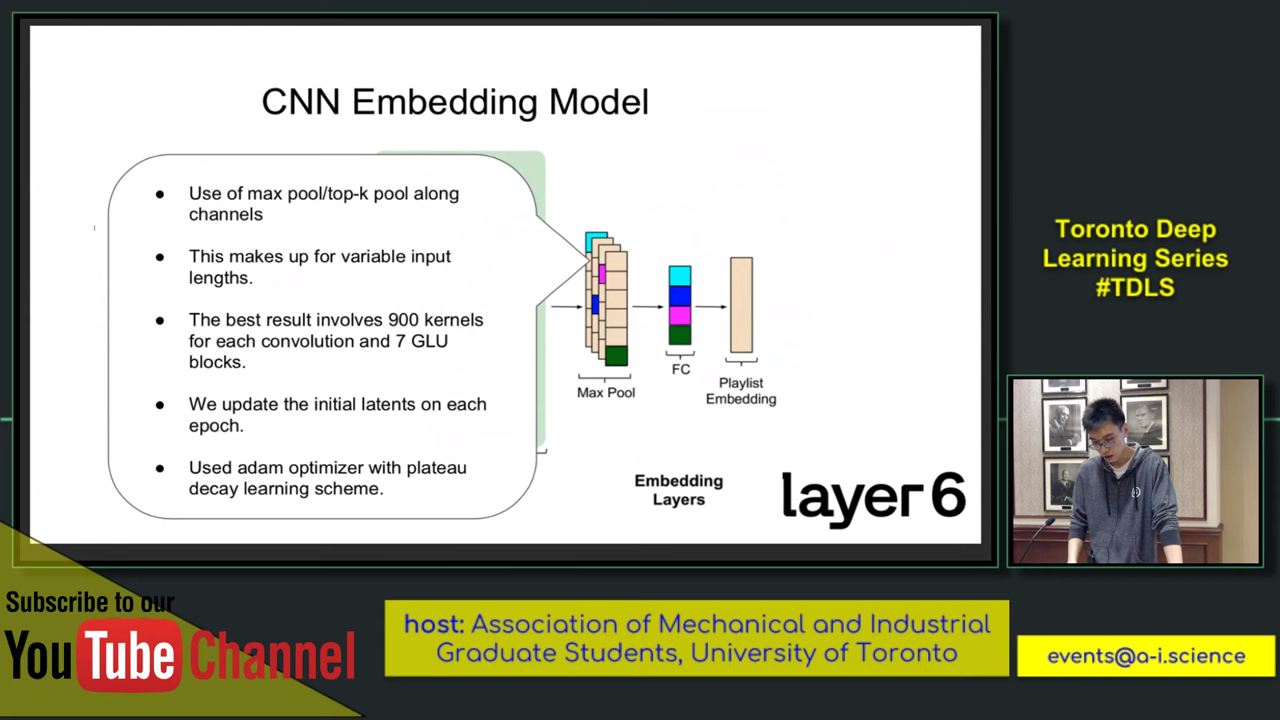 CNN Embedding Model
● Use of max pool/top-k pool along
channels
● This makes up for variable input
lengths.
● The best result involves 900 kernels
for each convolution and 7 GLU
blocks.
● We update the initial latents on each
epoch.
● Used adam optimizer with plateau
decay learning scheme.
Max Pool
FC
Playlist
Embedding
Embedding
Layers
layer 6
Toronto Deep
Learning Series
#TDLS
Subscribe to our
YouTube Channel
host: Association of Mechanical and Industrial
Graduate Students, University of Toronto
events@a-i.science